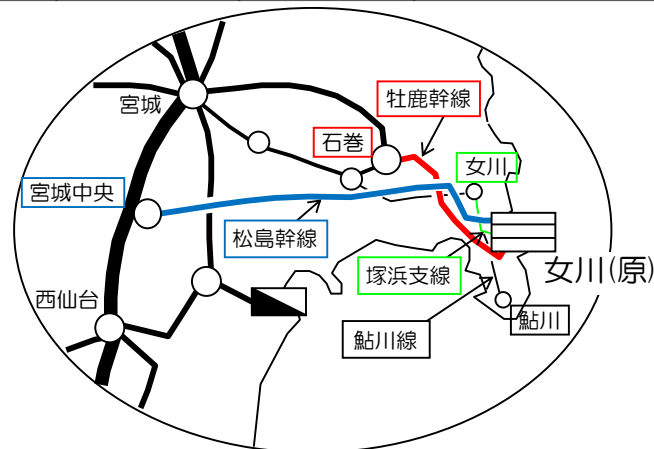 宮城
牡鹿幹線
石巻
女川
宮城中央
松島幹線
女川(原)
塚浜支線
西仙台
鮎川
鮎川線